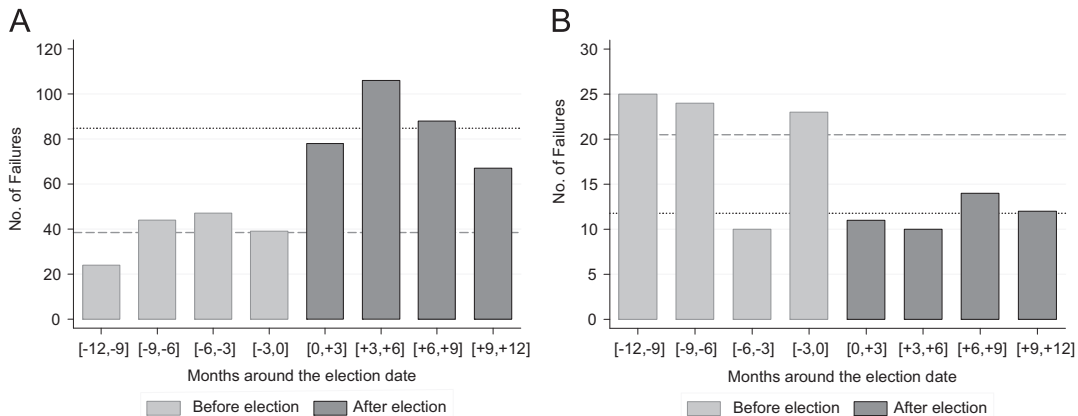 A
No. of Failures
120
100
80
60
40
20
0
[-12,-9] [-9,-6] [-6,-3] [-3,0] [0,+3] [+3,+6] [+6,+9] [+9,+12]
Months around the election date
Before election After election
B
No. of Failures
30
25
20
15
10
5
0
[-12,-9] [-9,-6] [-6,-3] [-3,0] [0,+3] [+3,+6] [+6,+9] [+9,+12]
Months around the election date
Before election After election